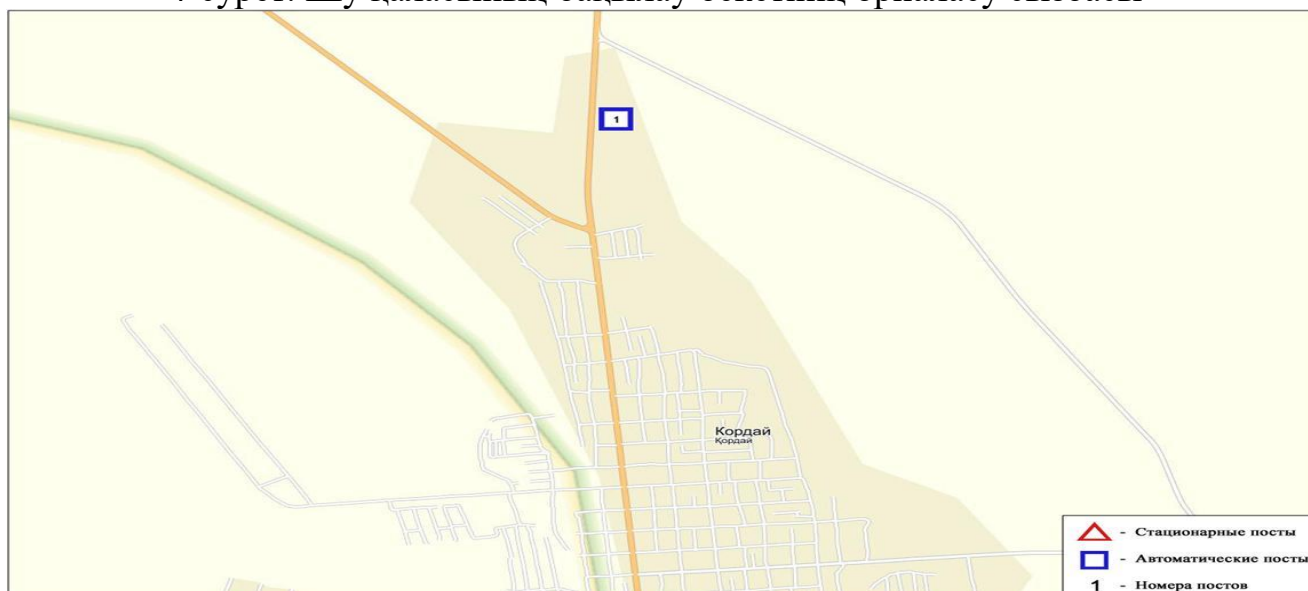 Кордай
Қордай
1
- Стационарные посты
- Автоматические посты
1 - Номера постов